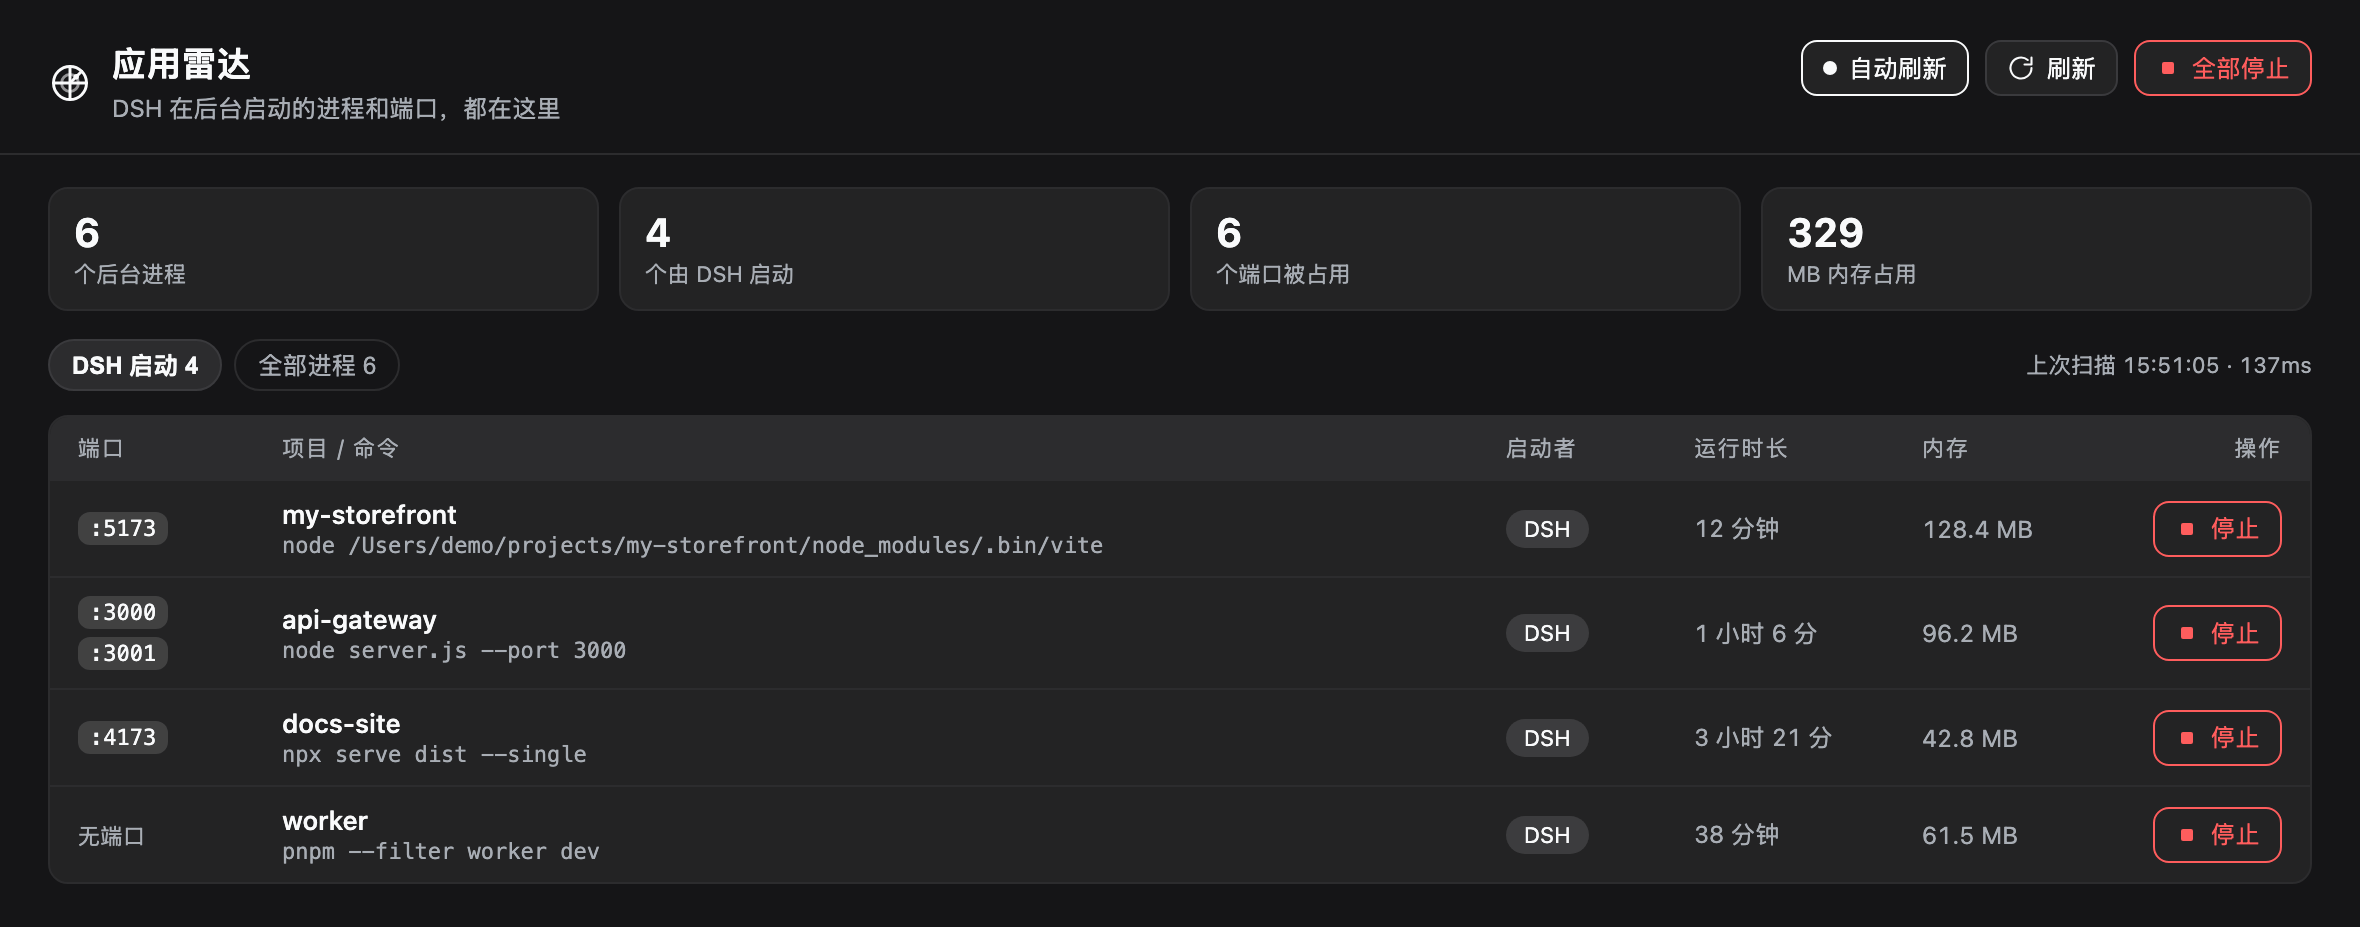 应用雷达
DSH 在后台启动的进程和端口，都在这里
自动刷新
刷新
全部停止
6
个后台进程
4
个由 DSH 启动
6
个端口被占用
329
MB 内存占用
DSH 启动 4
全部进程 6
上次扫描 15:51:05 · 137ms
端口
项目 / 命令
启动者
运行时长
内存
操作
:5173
my-storefront
node /Users/demo/projects/my-storefront/node_modules/.bin/vite
DSH
12 分钟
128.4 MB
停止
:3000
:3001
api-gateway
node server.js --port 3000
DSH
1 小时 6 分
96.2 MB
停止
:4173
docs-site
npx serve dist --single
DSH
3 小时 21 分
42.8 MB
停止
无端口
worker
pnpm --filter worker dev
DSH
38 分钟
61.5 MB
停止